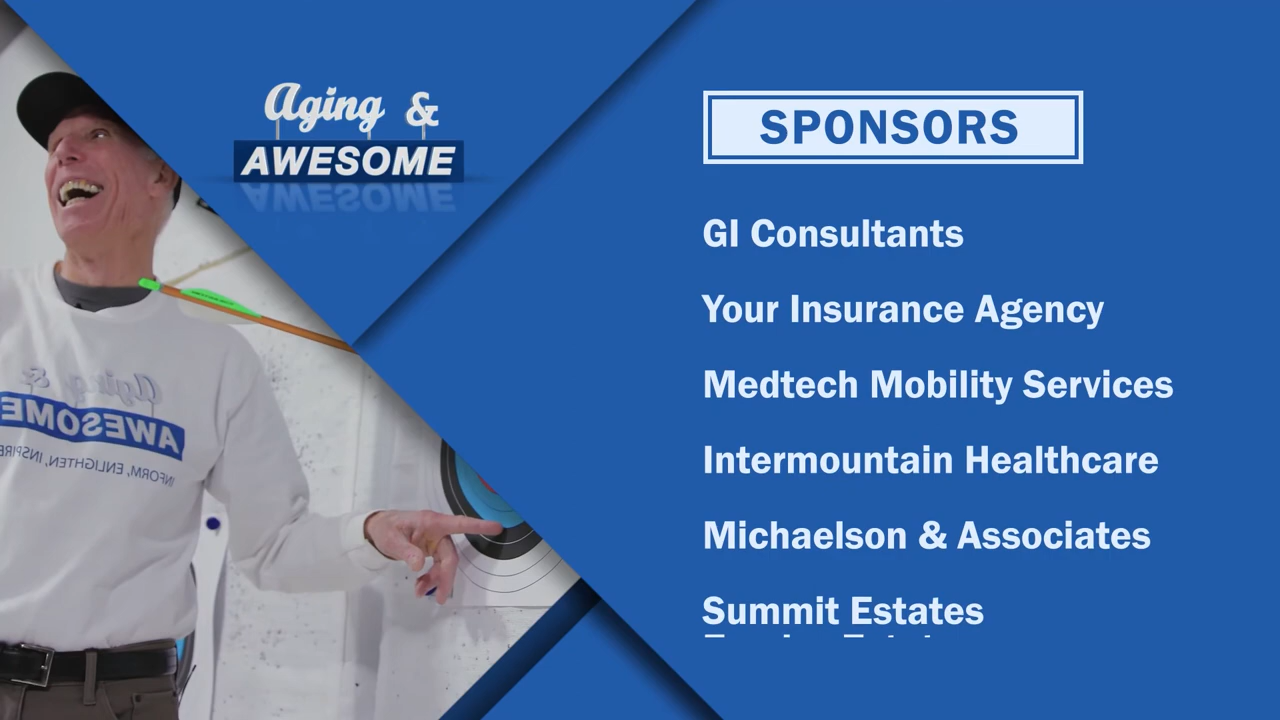 Aging &
AWESOME
SPONSORS
GI Consultants
Your Insurance Agency
Medtech Mobility Services
Intermountain Healthcare
Michaelson & Associates
Summit Estates
Aging &
AWESOME
INFORM, ENLIGHTEN, INSPIRE